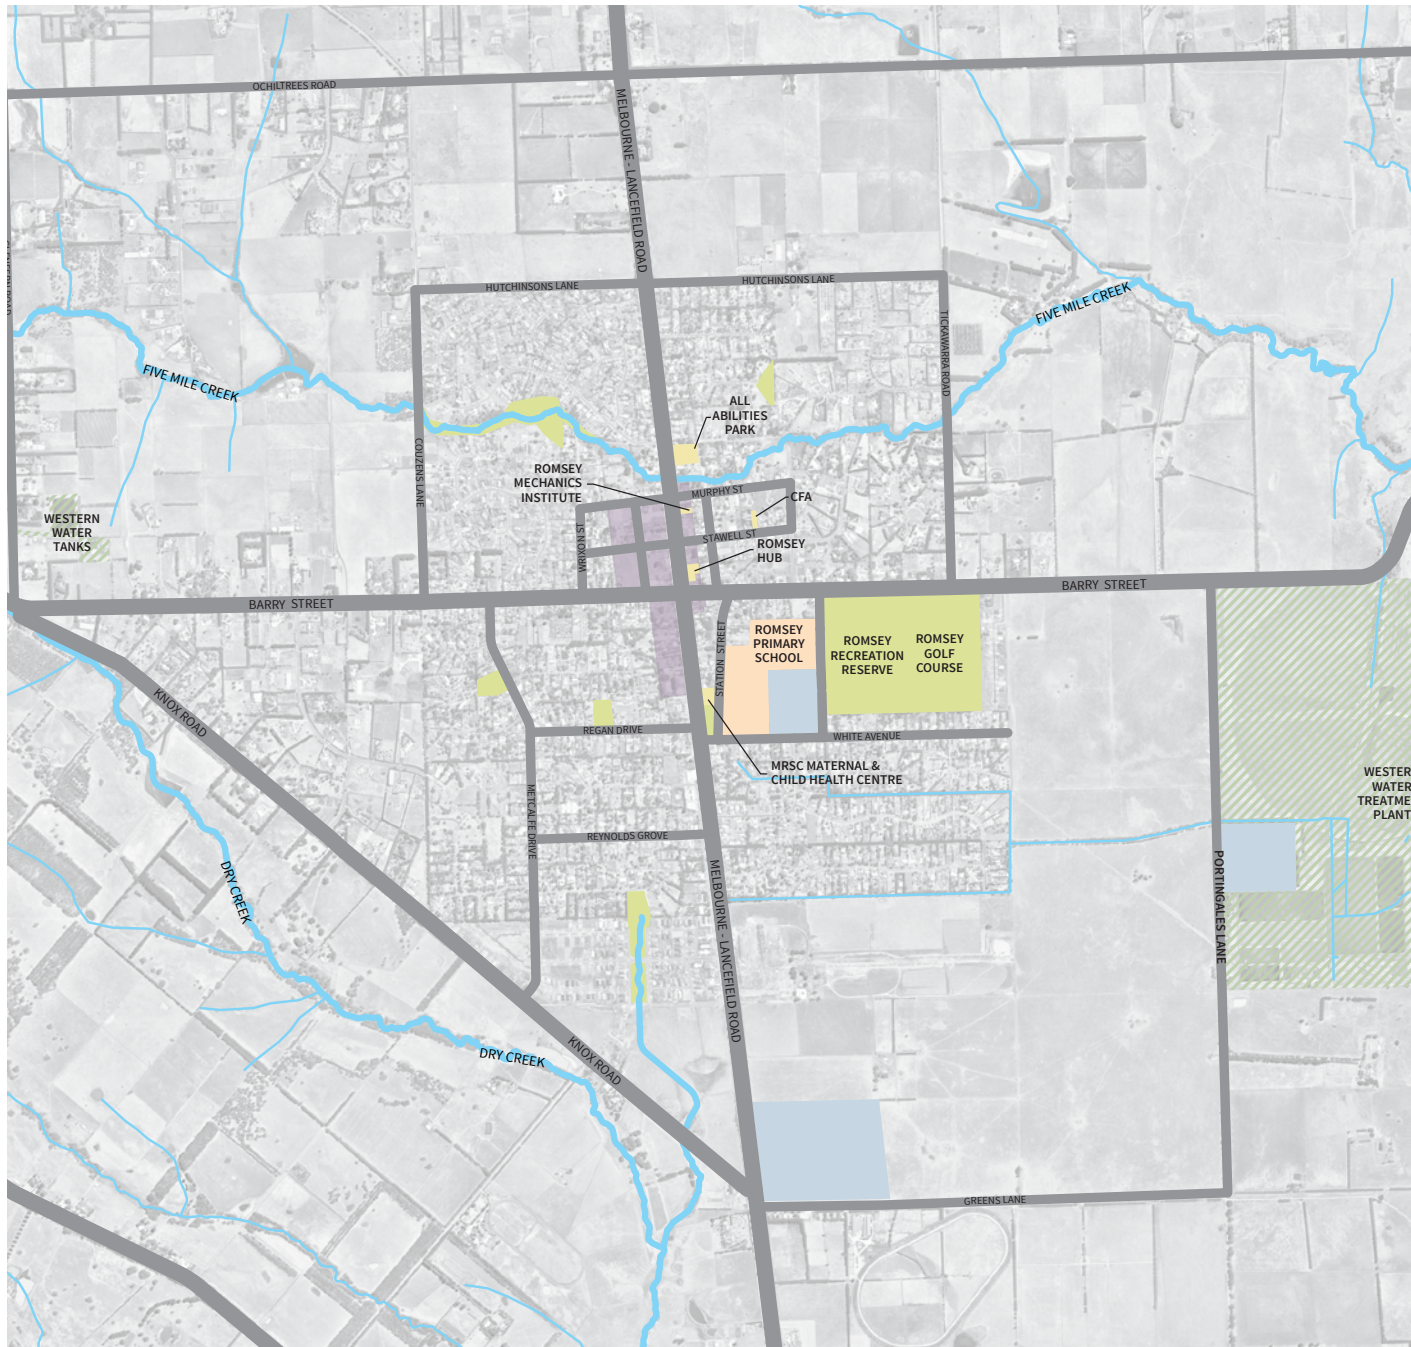 OCHILTREES ROAD
MELBOURNE - LANCEFIELD ROAD
HUTCHINSONS LANE
HUTCHINSONS LANE
FIVE MILE CREEK
TICKAWARRA ROAD
FIVE MILE CREEK
ALL
ABILITIES
PARK
COUZENS LANE
ROMSEY
MECHANICS
INSTITUTE
MURPHY ST
CFA
WESTERN
WATER
TANKS
WRIXON ST
STAWELL ST
ROMSEY
HUB
BARRY STREET
BARRY STREET
STATION STREET
ROMSEY
PRIMARY
SCHOOL
ROMSEY
RECREATION
RESERVE
ROMSEY
GOLF
COURSE
KNOX ROAD
REGAN DRIVE
WHITE AVENUE
MRSC MATERNAL &
CHILD HEALTH CENTRE
WESTER
WATER
TREATME
PLANT
METCALFE DRIVE
REYNOLDS GROVE
DRY CREEK
MELBOURNE - LANCEFIELD ROAD
PORTINGALES LANE
DRY CREEK
KNOX ROAD
GREENS LANE